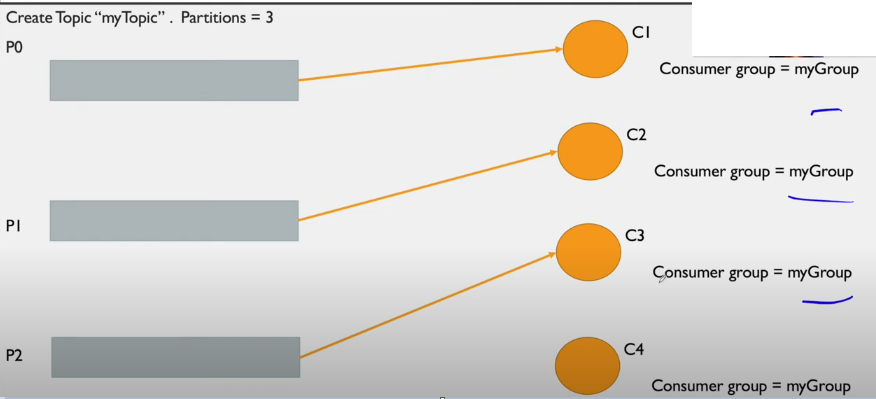 Create Topic “myTopic” . Partitions = 3
P0
C1
Consumer group = myGroup
C2
Consumer group = myGroup
P1
C3
Consumer group = myGroup
P2
C4
Consumer group = myGroup